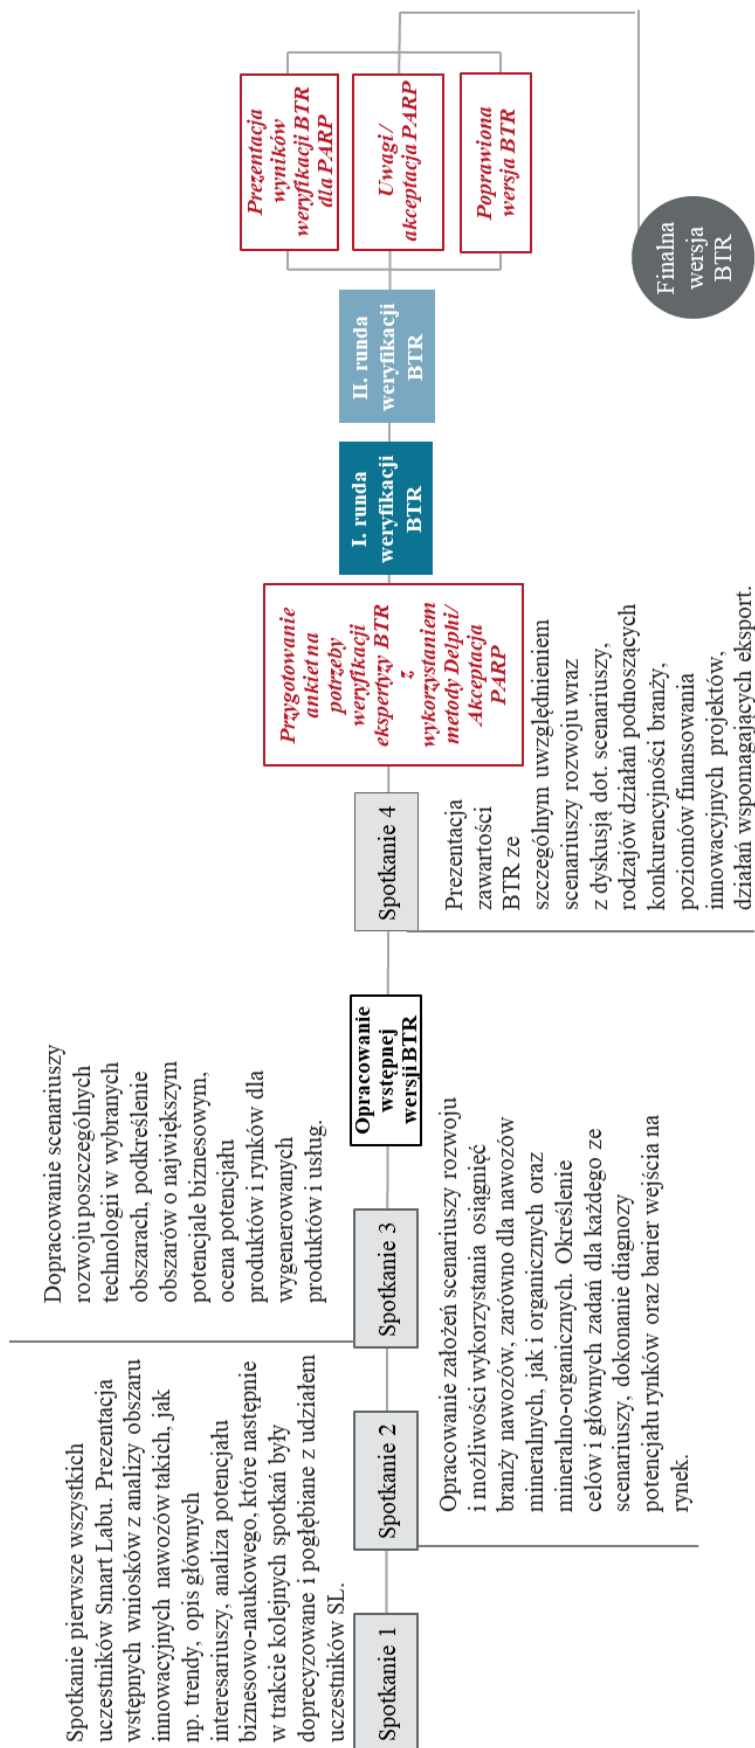 Spotkanie pierwsze wszystkich
uczestników Smart Labu. Prezentacja
wstępnych wniosków z analizy obszaru
innowacyjnych nawozów takich, jak
np. trendy, opis głównych
interesariuszy, analiza potencjału
biznesowo-naukowego, które następnie
w trakcie kolejnych spotkań były
doprecyzowane i pogłębiane z udziałem
uczestników SL.
Spotkanie 1
Spotkanie 2
Opracowanie założeń scenariuszy rozwoju
i możliwości wykorzystania osiągnięć
branży nawozów, zarówno dla nawozów
mineralnych, jak i organicznych oraz
mineralno-organicznych. Określenie
celów i głównych zadań dla każdego ze
scenariuszy, dokonanie diagnozy
potencjału rynków oraz barier wejścia na
rynek.
Dopracowanie scenariuszy
rozwoju poszczególnych
technologii w wybranych
obszarach, podkreślenie
obszarów o największym
potencjale biznesowym,
ocena potencjału
produktów i rynków dla
wygenerowanych
produktów i usług.
Spotkanie 3
Opracowanie
wstępnej
wersji BTR
Spotkanie 4
Prezentacja
zawartości
BTR ze
szczególnym uwzględnieniem
scenariuszy rozwoju wraz
z dyskusją dot. scenariuszy,
rodzajów działań podnoszących
konkurencyjności branży,
poziomów finansowania
innowacyjnych projektów,
działań wspomagających eksport.
Przygotowanie
ankiet na
potrzeby
weryfikacji
ekspertyzy BTR
z
wykorzystaniem
metody Delphi/
Akceptacja
PARP
I. runda
weryfikacji
BTR
II. runda
weryfikacji
BTR
Prezentacja
wyników
weryfikacji BTR
dla PARP
Uwagi/
akceptacja PARP
Poprawiona
wersja BTR
Finalna
wersja
BTR